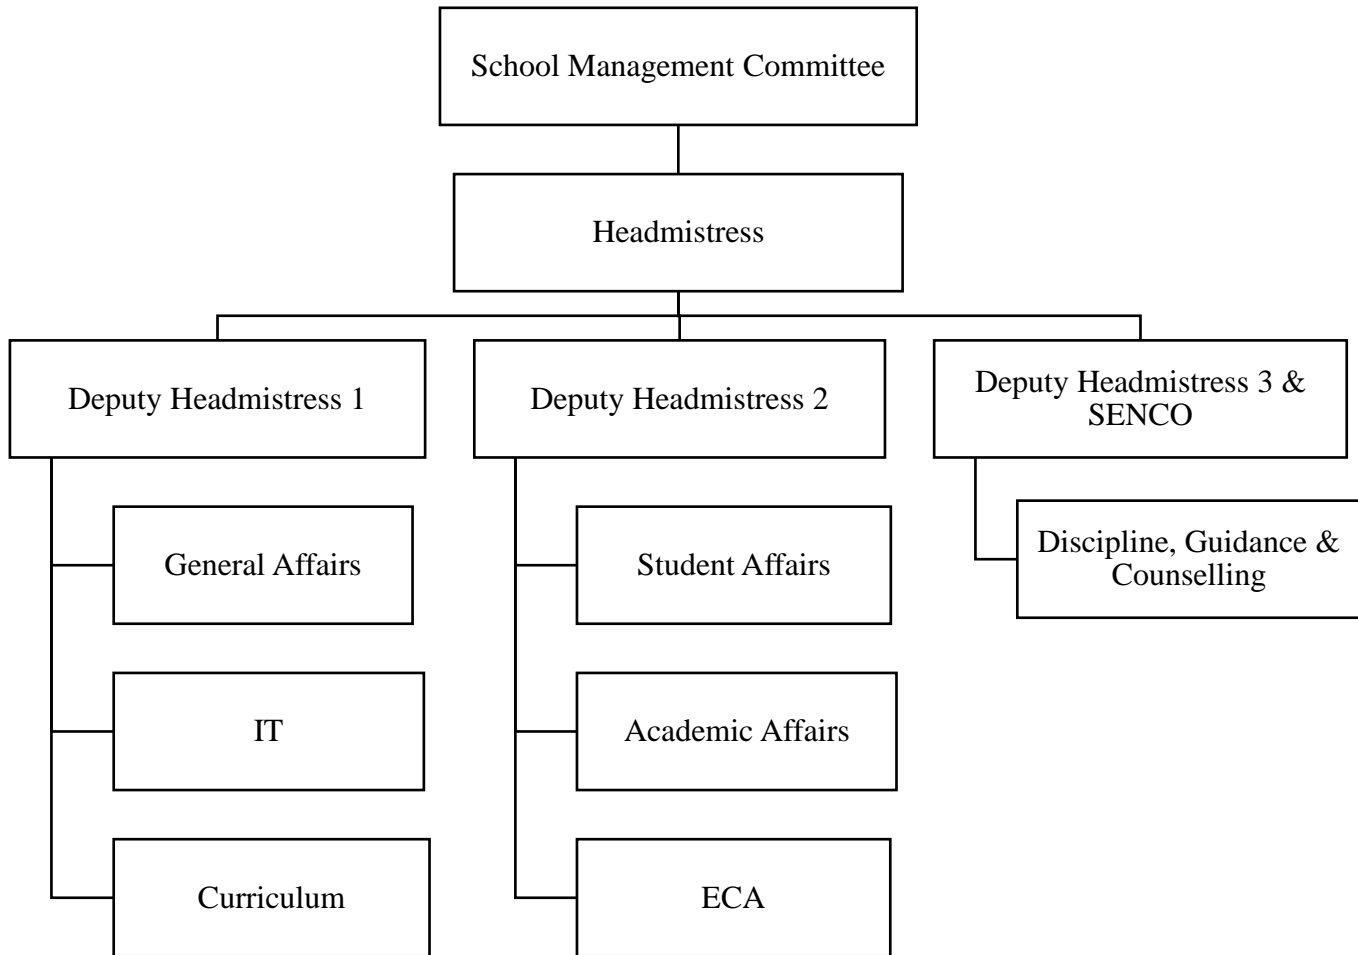 School Management Committee
Headmistress
Deputy Headmistress 1
Deputy Headmistress 2
Deputy Headmistress 3 &
SENCO
General Affairs
Student Affairs
Discipline, Guidance &
Counselling
IT
Academic Affairs
Curriculum
ECA